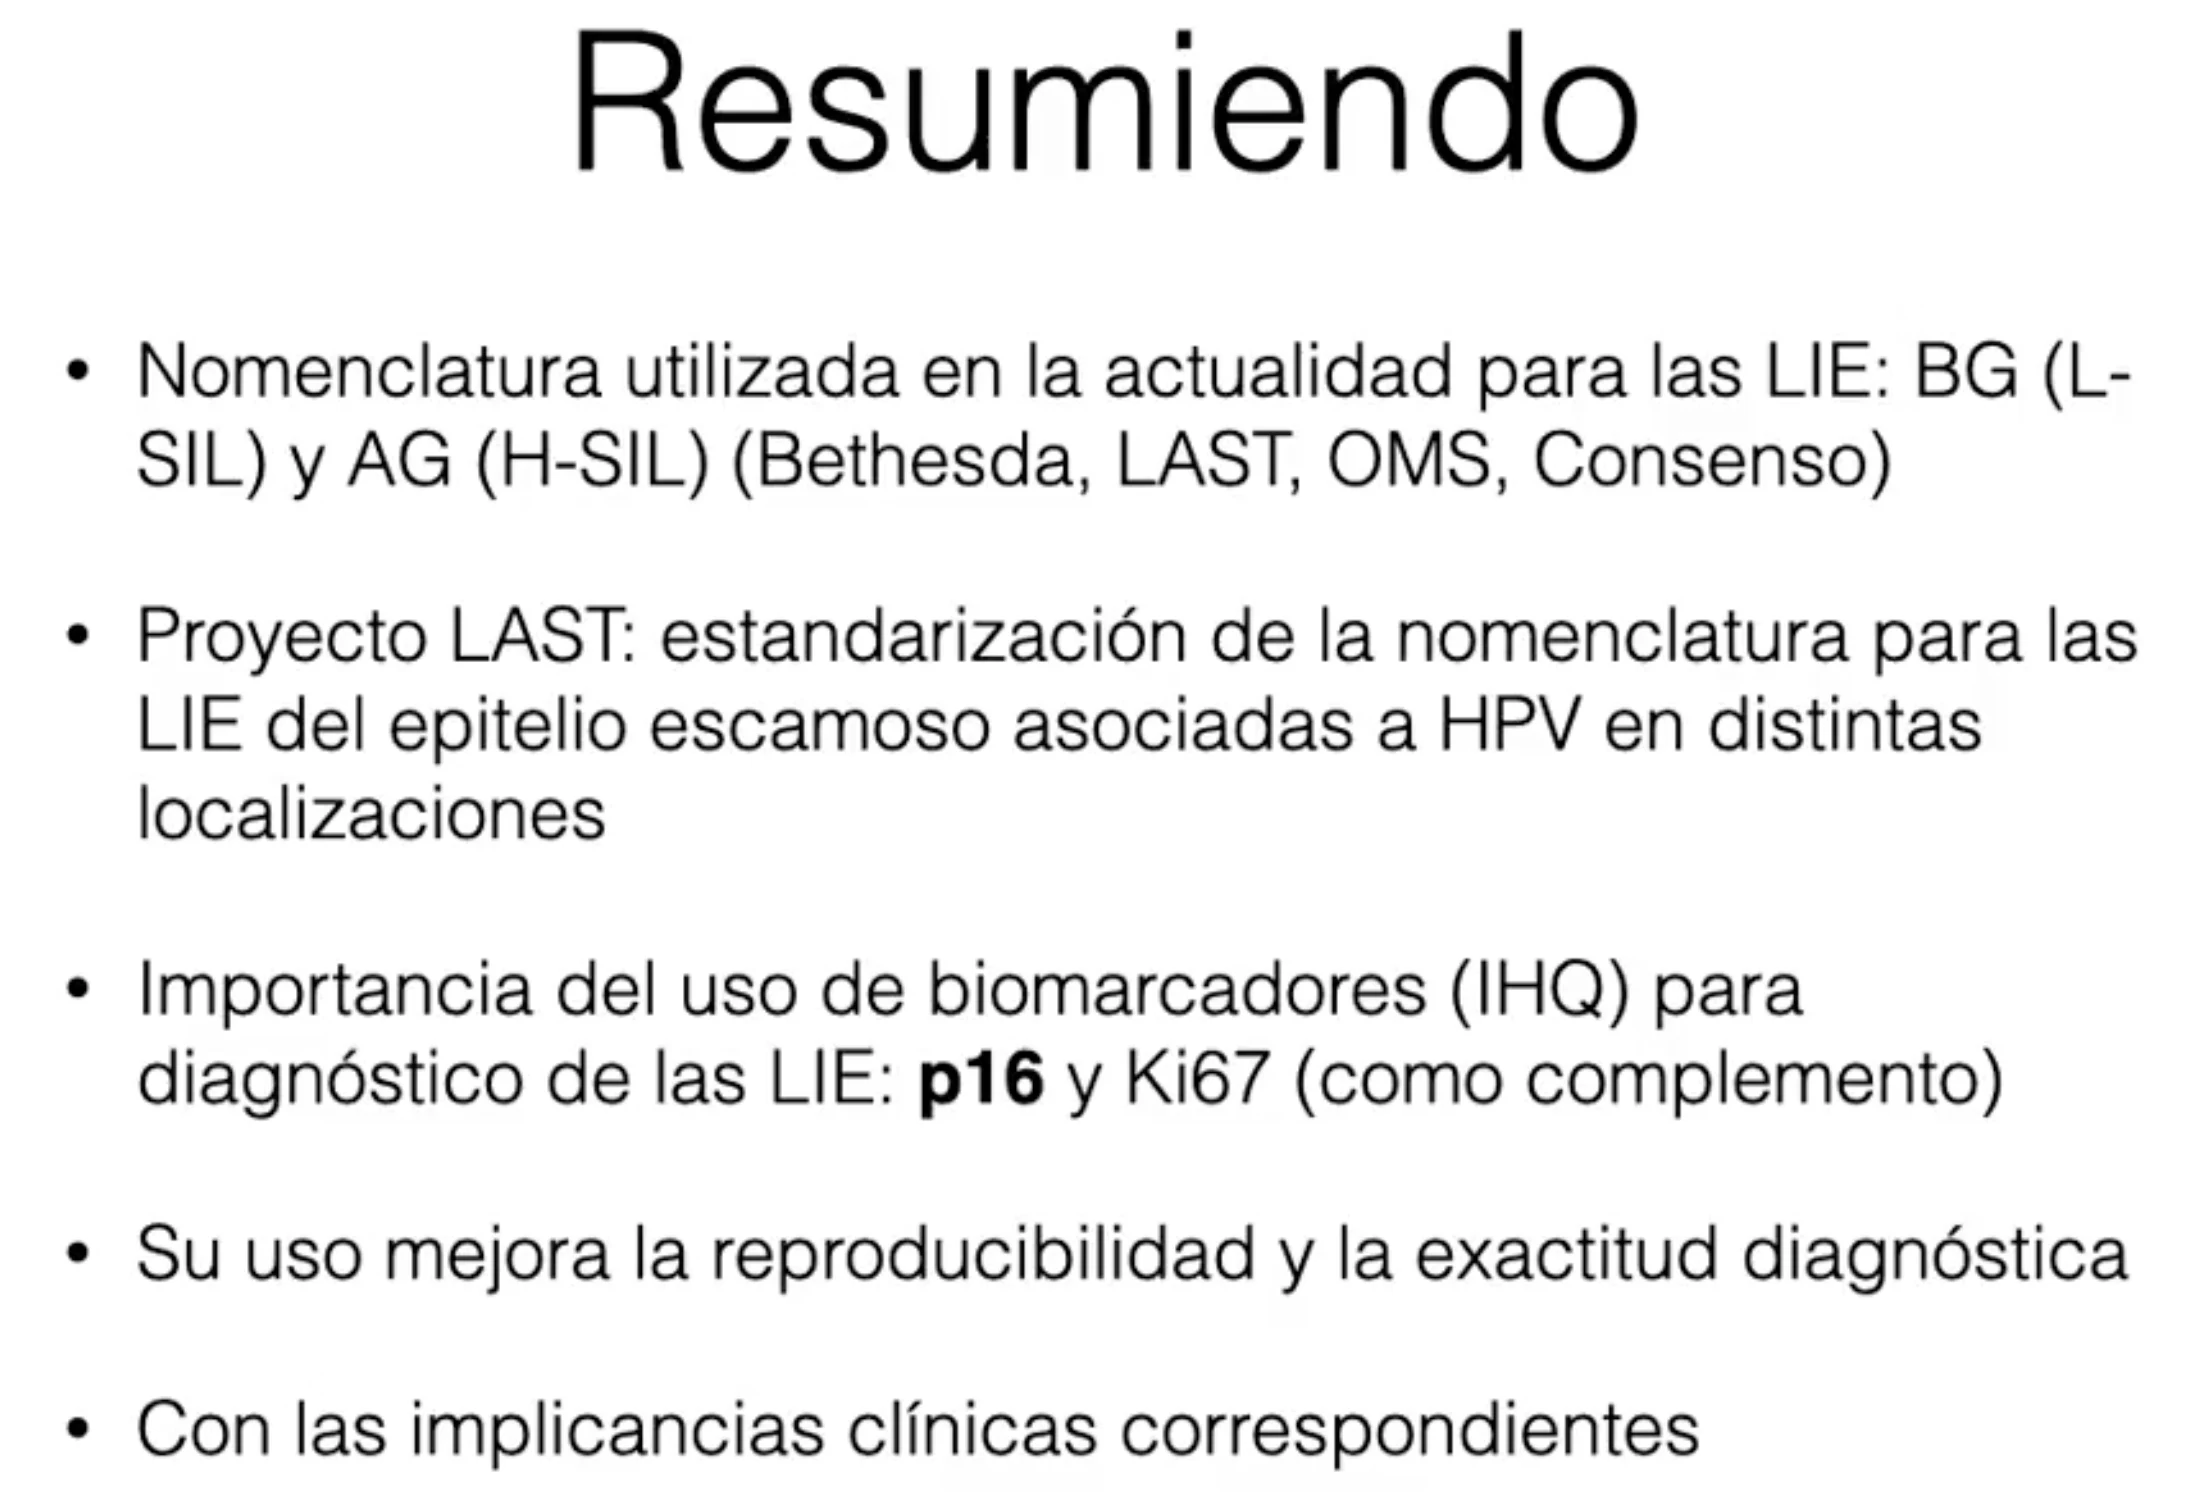 Resumiendo
• Nomenclatura utilizada en la actualidad para las LIE: BG (L-
SIL) y AG (H-SIL) (Bethesda, LAST, OMS, Consenso)
• Proyecto LAST: estandarización de la nomenclatura para las
LIE del epitelio escamoso asociadas a HPV en distintas
localizaciones
• Importancia del uso de biomarcadores (IHQ) para
diagnóstico de las LIE: p16 y Ki67 (como complemento)
• Su uso mejora la reproducibilidad y la exactitud diagnóstica
• Con las implicancias clínicas correspondientes